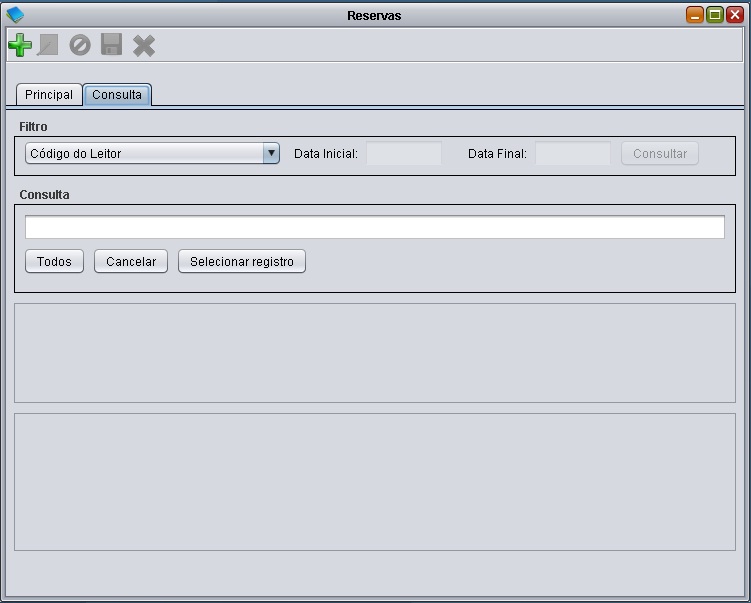 Reservas
Principal Consulta
Filtro
Código do Leitor Data Inicial: Data Final: Consultar
Consulta
Todos Cancelar Selecionar registro